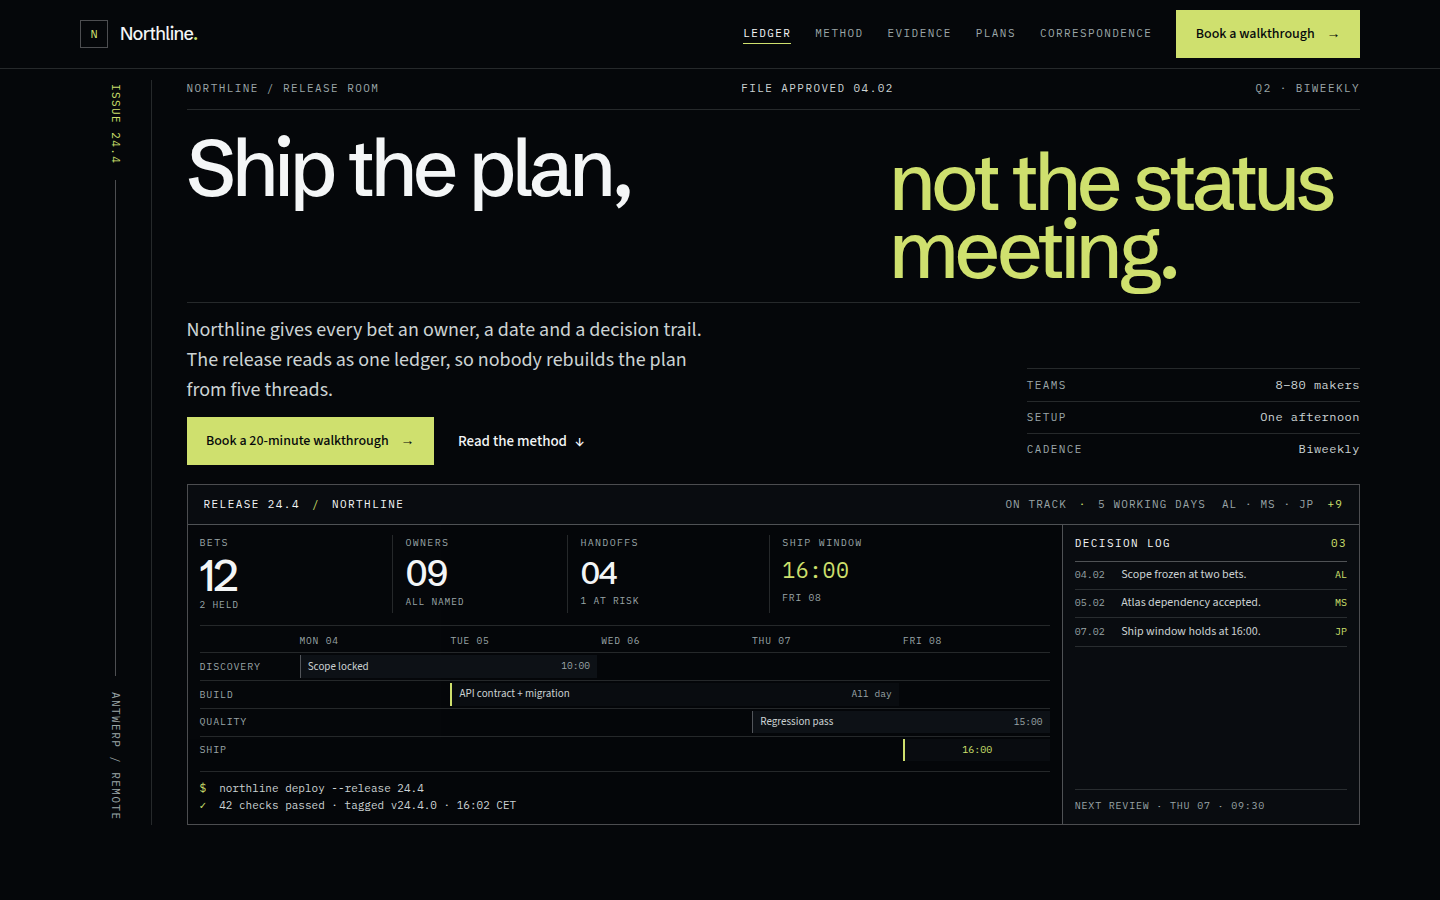 N Northline.
LEDGER METHOD EVIDENCE PLANS CORRESPONDENCE Book a walkthrough →
ISSUE 24.4
ANTWERP / REMOTE
NORTHLINE / RELEASE ROOM FILE APPROVED 04.02 Q2 · BIWEEKLY
Ship the plan,
not the status
meeting.
Northline gives every bet an owner, a date and a decision trail.
The release reads as one ledger, so nobody rebuilds the plan
from five threads.
Book a 20-minute walkthrough → Read the method ↓
TEAMS 8–80 makers
SETUP One afternoon
CADENCE Biweekly
RELEASE 24.4 / NORTHLINE ON TRACK · 5 WORKING DAYS AL · MS · JP +9
BETS
12
2 HELD
OWNERS
09
ALL NAMED
HANDOFFS
04
1 AT RISK
SHIP WINDOW
16:00
FRI 08
MON 04 TUE 05 WED 06 THU 07 FRI 08
DISCOVERY Scope locked 10:00
BUILD API contract + migration All day
QUALITY Regression pass 15:00
SHIP 16:00
$ northline deploy --release 24.4
✓ 42 checks passed · tagged v24.4.0 · 16:02 CET
DECISION LOG 03
04.02 Scope frozen at two bets. AL
05.02 Atlas dependency accepted. MS
07.02 Ship window holds at 16:00. JP
NEXT REVIEW · THU 07 · 09:30